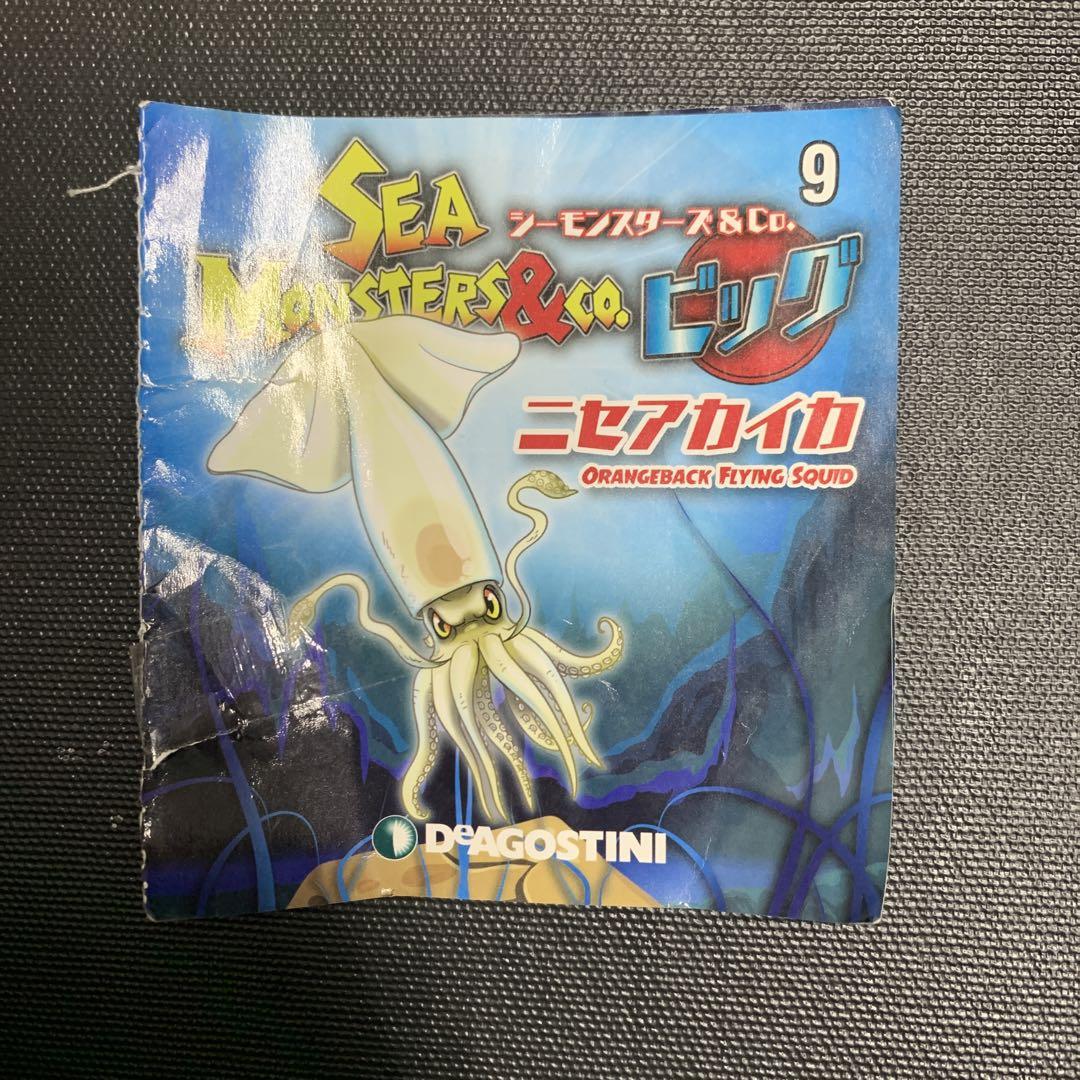 9
SEA
シーモンスターズ&Co.
MONSTERS&CO.
ビッグ
ニセアカイカ
ORANGEBACK FLYING SQUID
DeAGOSTINI